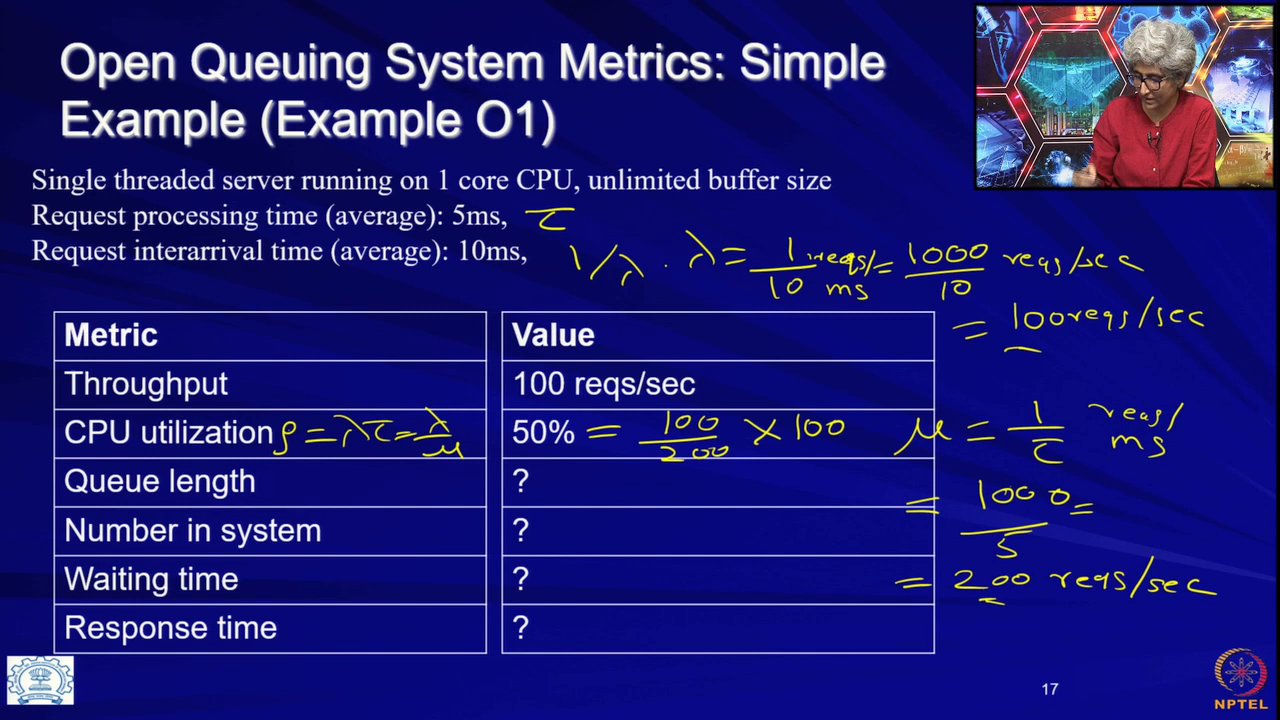 Open Queuing System Metrics: Simple
Example (Example O1)
Single threaded server running on 1 core CPU, unlimited buffer size
Request processing time (average): 5ms, τ
Request interarrival time (average): 10ms, 1/λ . λ = 1/10 reqs/ms = 1000/10 reqs/sec
= 100 reqs/sec
Metric Value
Throughput 100 reqs/sec
CPU utilization ρ = λτ = λ/μ 50% = 100/200 × 100
μ = 1/τ reqs/ms
Queue length ?
= 1000/5 =
Number in system ?
Waiting time ?
= 200 reqs/sec
Response time ?
17
NPTEL